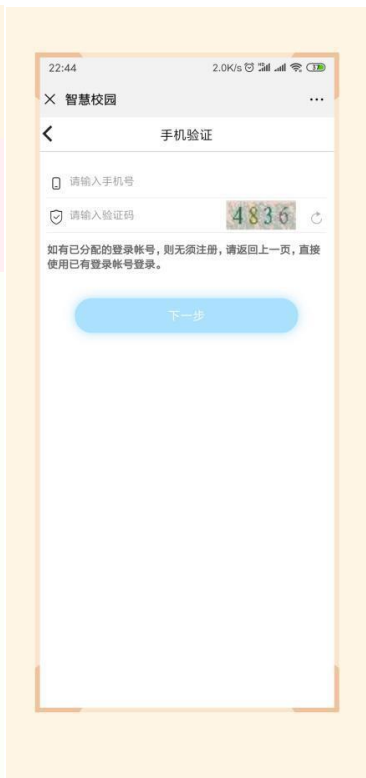 22:44 2.0K/s 37
智慧校园
手机验证
请输入手机号
请输入验证码 4836
如有已分配的登录帐号，则无须注册，请返回上一页，直接
使用已有登录帐号登录。
下一步